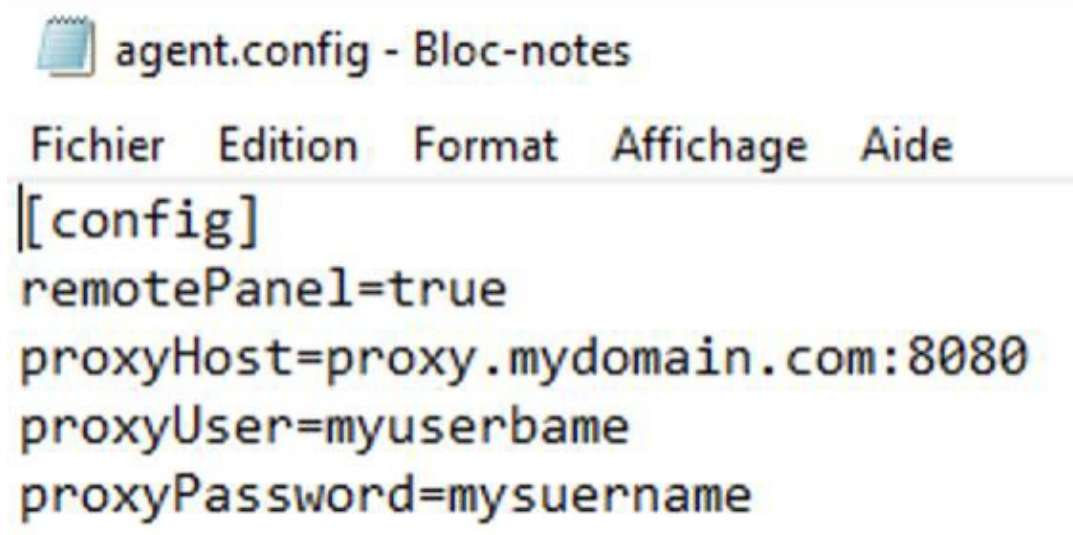 agent.config - Bloc-notes
Fichier Edition Format Affichage Aide
[config]
remotePanel=true
proxyHost=proxy.mydomain.com:8080
proxyUser=myuserbame
proxyPassword=mysuername